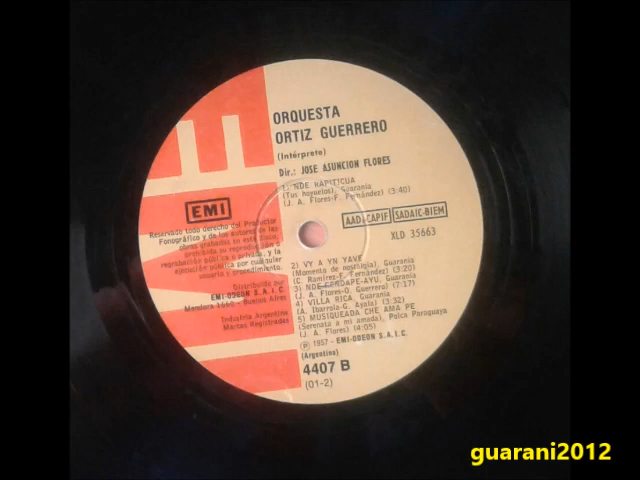 ORQUESTA
ORTIZ GUERRERO
(Intérprete)
Dir.: JOSE ASUNCION FLORES
1) NDE RAPITICUA
(Tus hoyuelos), Guarania
(J. A. Flores-F. Fernández) (3:40)
EMI
AADI-CAPIF SADAIC-BIEM
XLD 35663
Reservado todo derecho del Productor
Fonográfico y de los autores de las
obras grabadas en este disco,
prohibida su reproducción
o privada, y la
ejecución pública por cualquier
usuario o procedimiento.
Distribuido por
EMI-ODEON S.A.I.C.
Mendoza 1660 - Buenos Aires
Industria Argentina
Marcas Registradas
2) VY A YN YAVE
(Momento de nostalgia), Guarania
(C. Ramírez-F. Fernández) (3:20)
3) NDE RENDAPE-AYU, Guarania
(J. A. Flores-O. Guerrero) (7:17)
4) VILLA RICA, Guarania
(A. Ibarrola-G. Ayala) (3:32)
5) MUSIQUEADA CHE AMA PE
(Serenata a mi amada), Polca Paraguaya
(J. A. Flores) (4:05)
℗ 1957 - EMI-ODEON S.A.I.C.
(Argentina)
4407 B
(01-2)
guarani2012